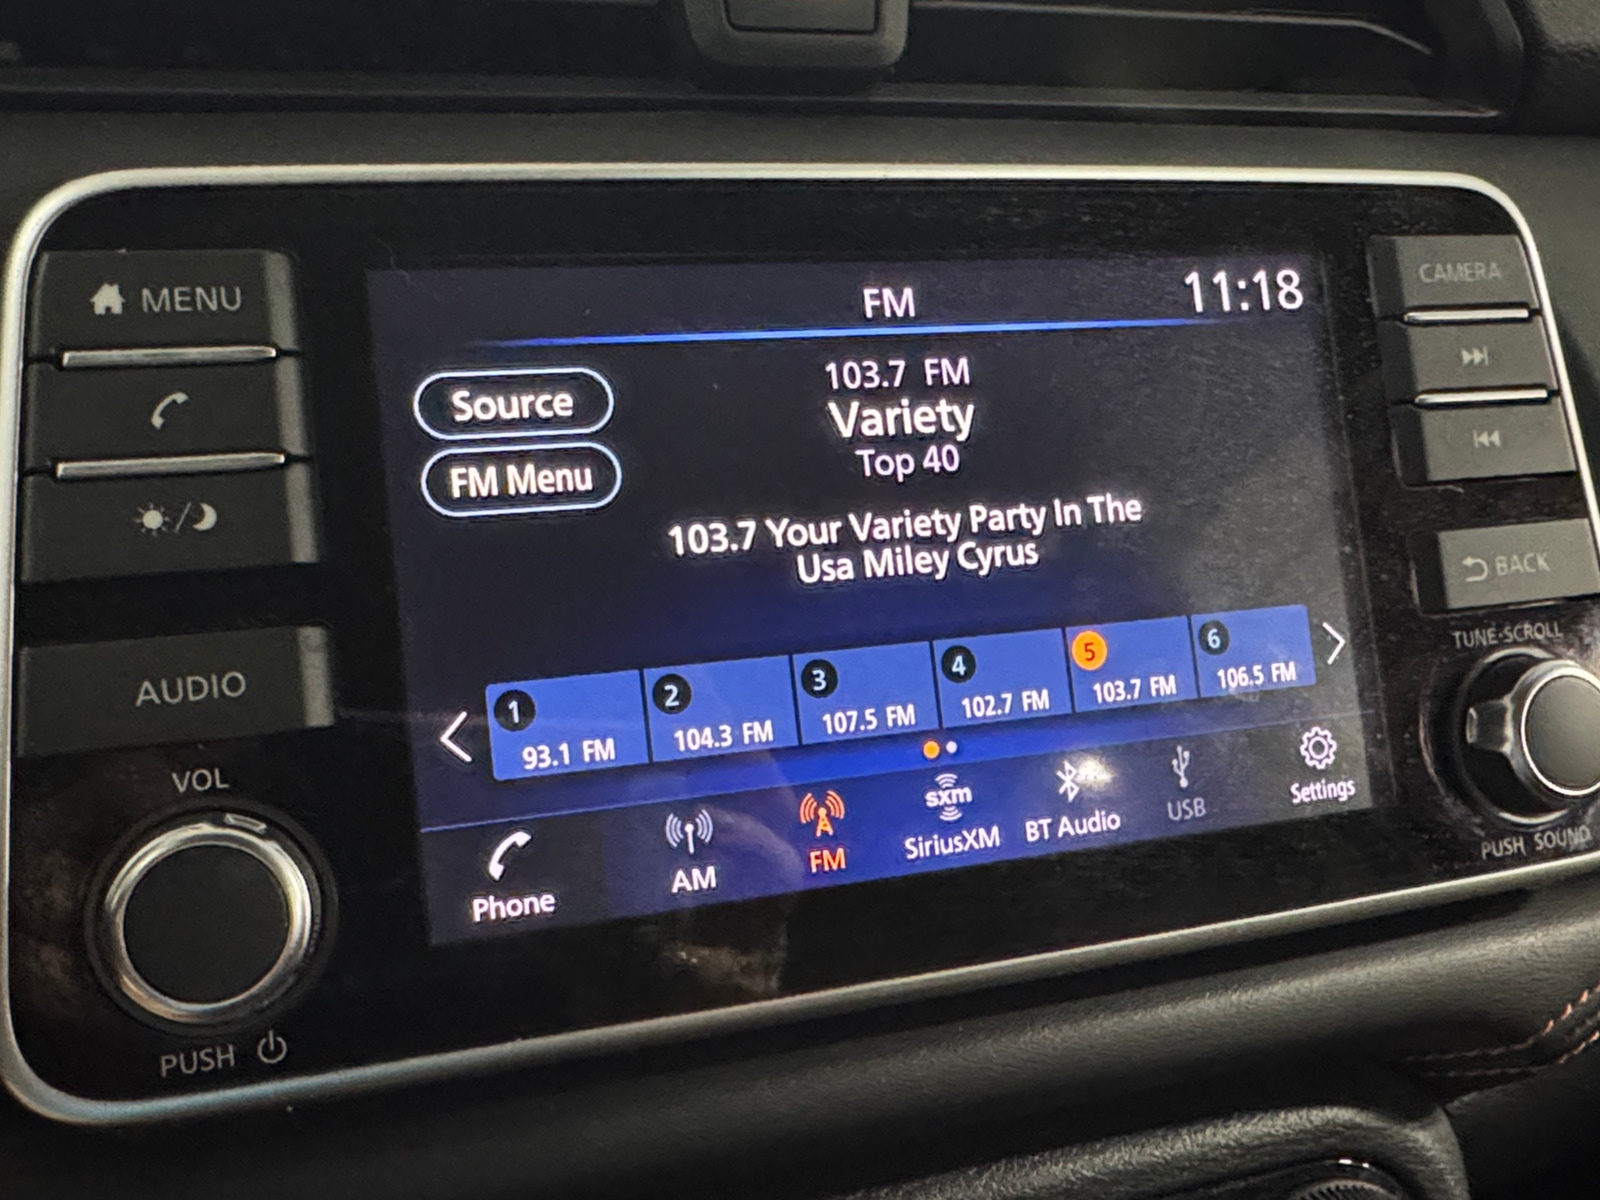 MENU
AUDIO
VOL
PUSH
FM
11:18
Source
FM Menu
103.7 FM
Variety
Top 40
103.7 Your Variety Party In The
Usa Miley Cyrus
1
93.1 FM
2
104.3 FM
3
107.5 FM
4
102.7 FM
5
103.7 FM
6
106.5 FM
Phone
AM
FM
sxm
SiriusXM
BT Audio
USB
Settings
CAMERA
BACK
TUNE·SCROLL
PUSH SOUND